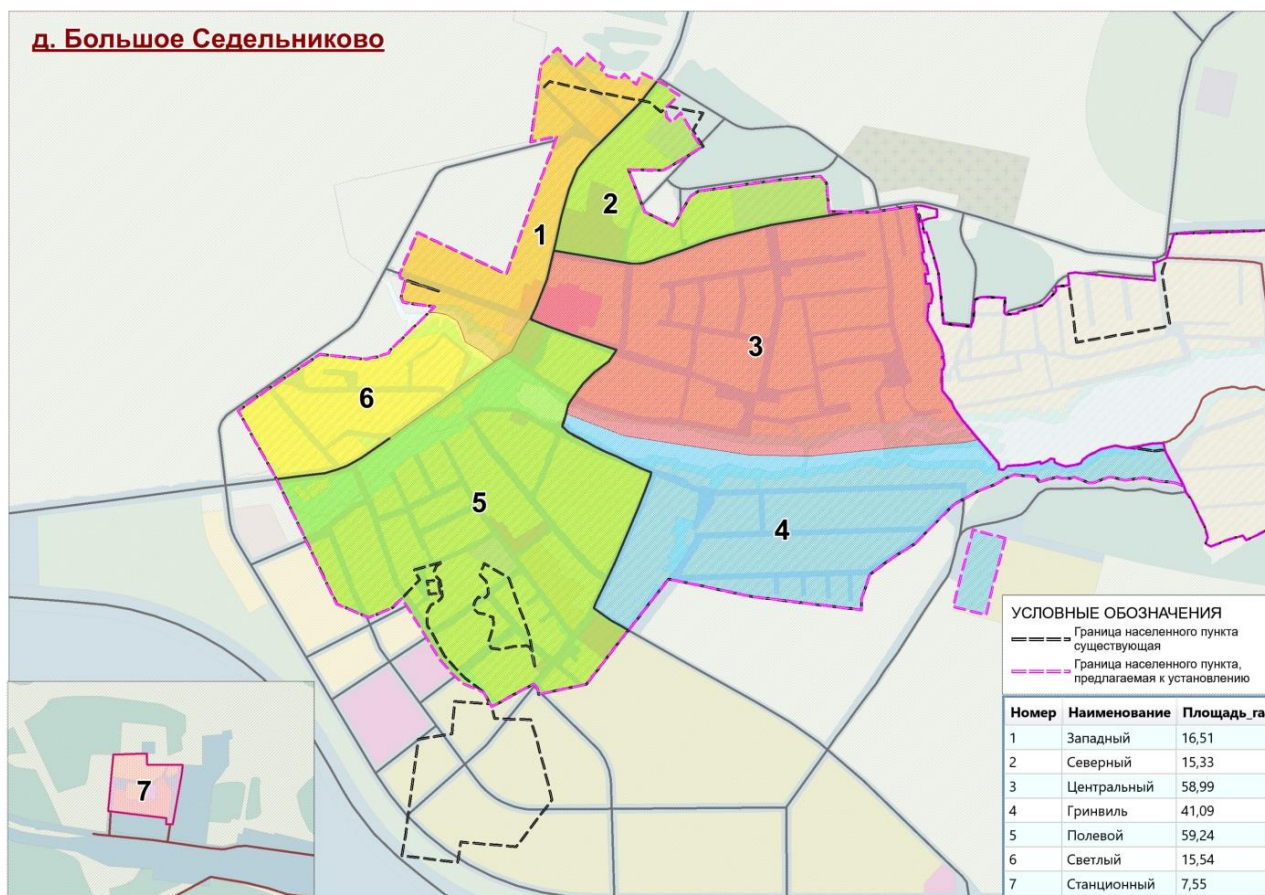 д. Большое Седельниково
1
2
3
4
5
6
7
УСЛОВНЫЕ ОБОЗНАЧЕНИЯ
Граница населенного пункта
существующая
Граница населенного пункта,
предлагаемая к установлению
Номер Наименование Площадь_га
1 Западный 16,51
2 Северный 15,33
3 Центральный 58,99
4 Гринвиль 41,09
5 Полевой 59,24
6 Светлый 15,54
7 Станционный 7,55